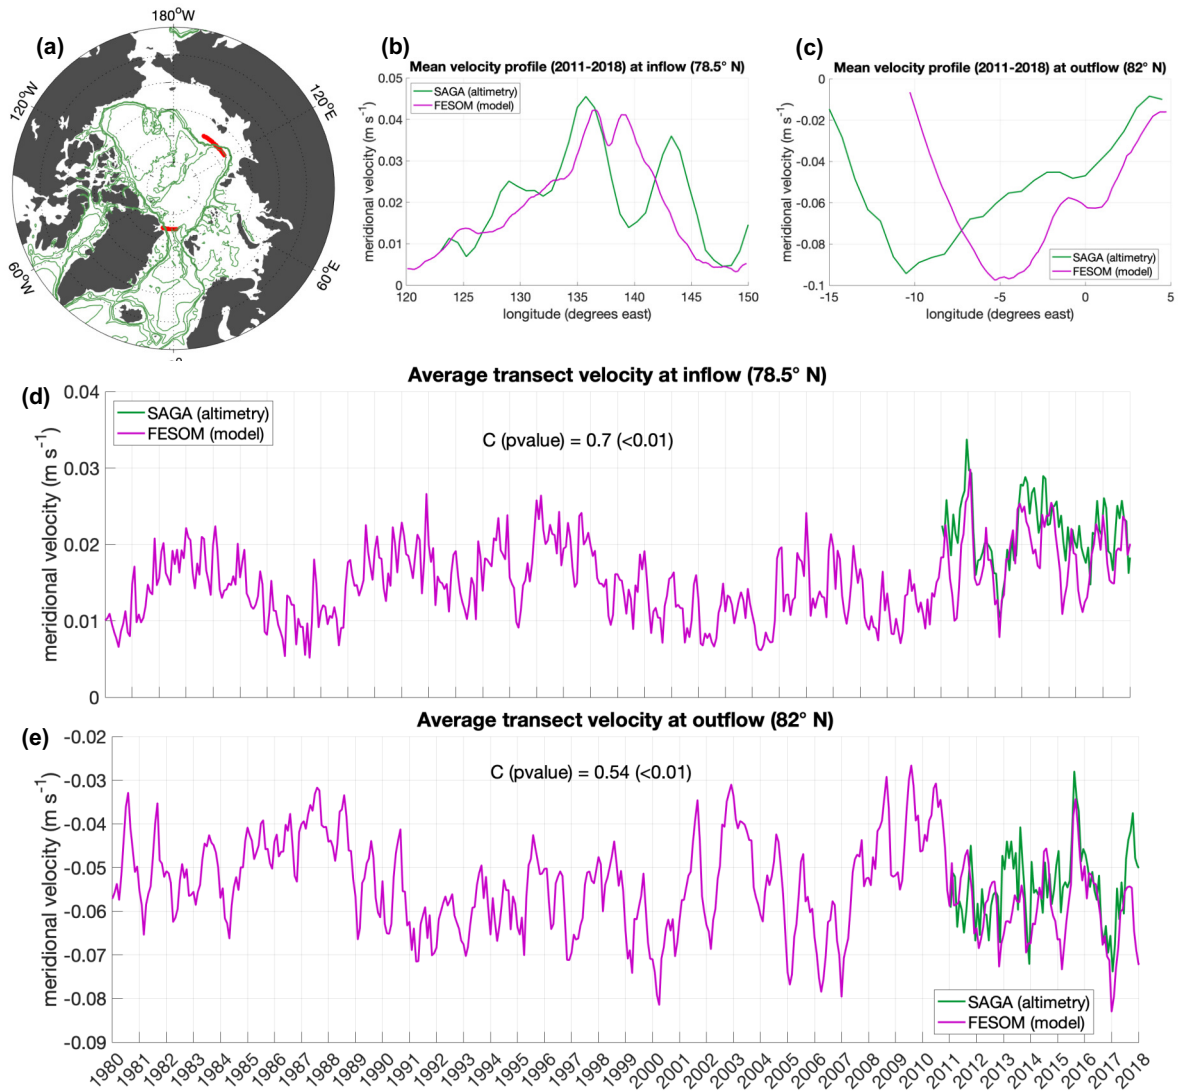 (a)
180°W
120°W
120°E
60°W
60°E
(b)
Mean velocity profile (2011-2018) at inflow (78.5° N)
SAGA (altimetry)
FESOM (model)
meridional velocity (m s⁻¹)
0.05
0.04
0.03
0.02
0.01
0
120
125
130
135
140
145
150
longitude (degrees east)
(c)
Mean velocity profile (2011-2018) at outflow (82° N)
0
-0.02
-0.04
-0.06
-0.08
-0.1
meridional velocity (m s⁻¹)
SAGA (altimetry)
FESOM (model)
-15
-10
-5
0
5
longitude (degrees east)
(d)
Average transect velocity at inflow (78.5° N)
SAGA (altimetry)
FESOM (model)
C (pvalue) = 0.7 (<0.01)
meridional velocity (m s⁻¹)
0.04
0.03
0.02
0.01
0
(e)
Average transect velocity at outflow (82° N)
C (pvalue) = 0.54 (<0.01)
meridional velocity (m s⁻¹)
-0.02
-0.03
-0.04
-0.05
-0.06
-0.07
-0.08
-0.09
SAGA (altimetry)
FESOM (model)
1980
1981
1982
1983
1984
1985
1986
1987
1988
1989
1990
1991
1992
1993
1994
1995
1996
1997
1998
1999
2000
2001
2002
2003
2004
2005
2006
2007
2008
2009
2010
2011
2012
2013
2014
2015
2016
2017
2018